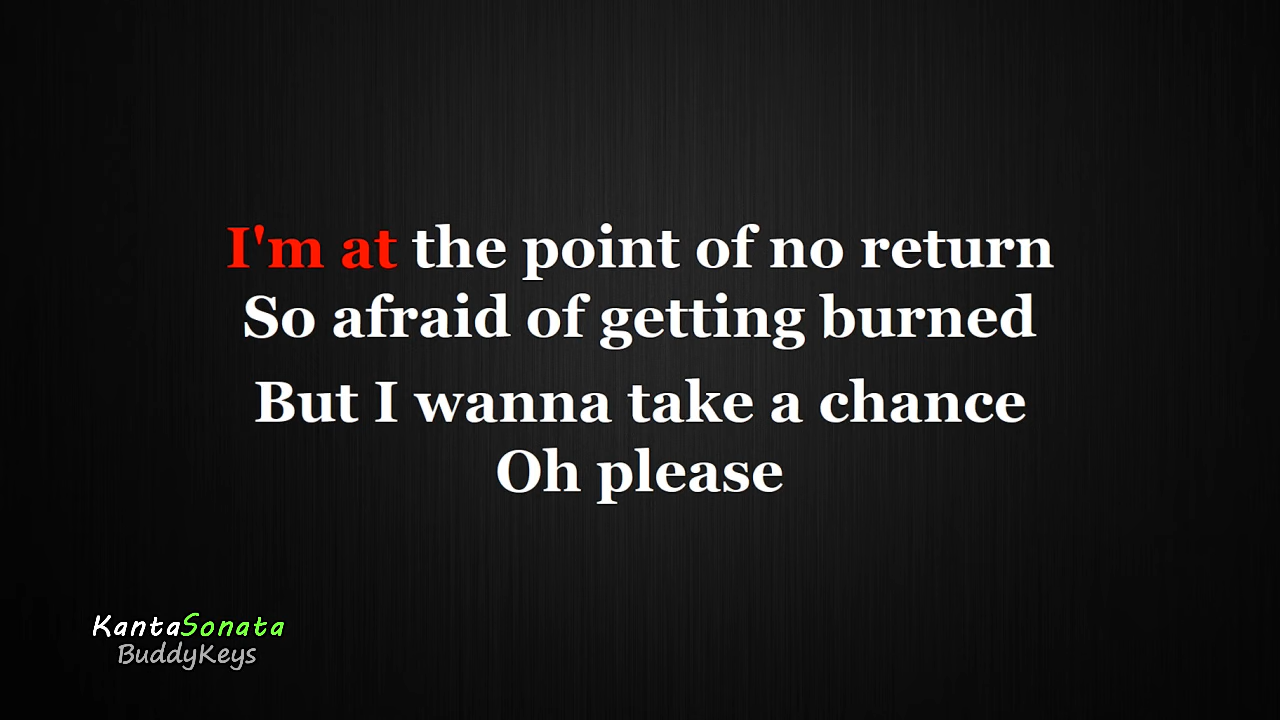 I'm at the point of no return
So afraid of getting burned
But I wanna take a chance
Oh please
KantaSonata
BuddyKeys